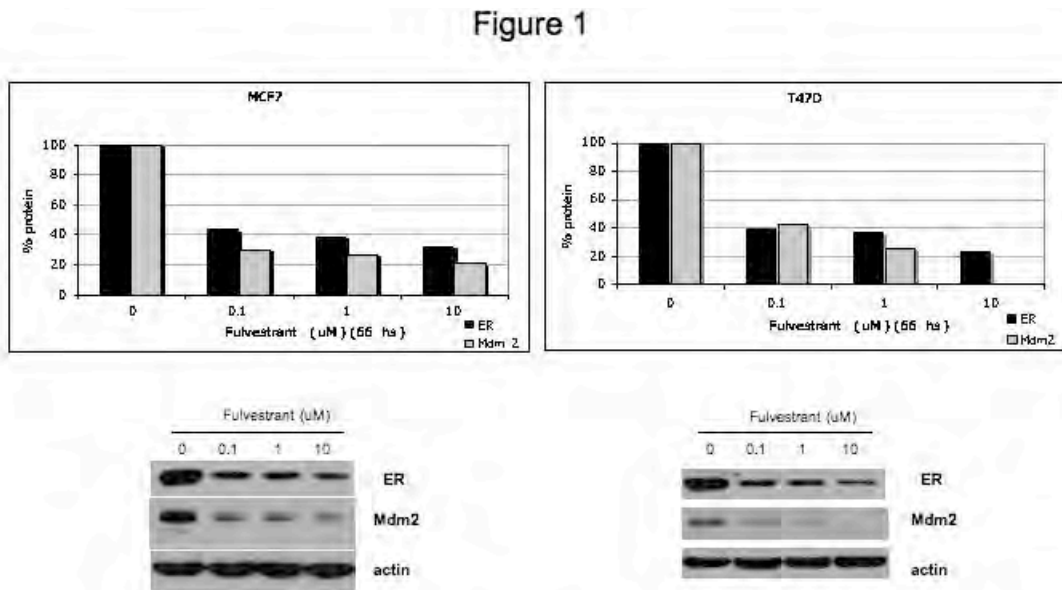 Figure 1
MCF7
% protein
100
80
60
40
20
0
0 0.1 1 10
Fulvestrant (uM) (66 hs)
ER
Mdm2
T47D
% protein
100
80
60
40
20
0
0 0.1 1 10
Fulvestrant (uM) (66 hs)
ER
Mdm2
Fulvestrant (uM)
0 0.1 1 10
ER
Mdm2
actin
Fulvestrant (uM)
0 0.1 1 10
ER
Mdm2
actin